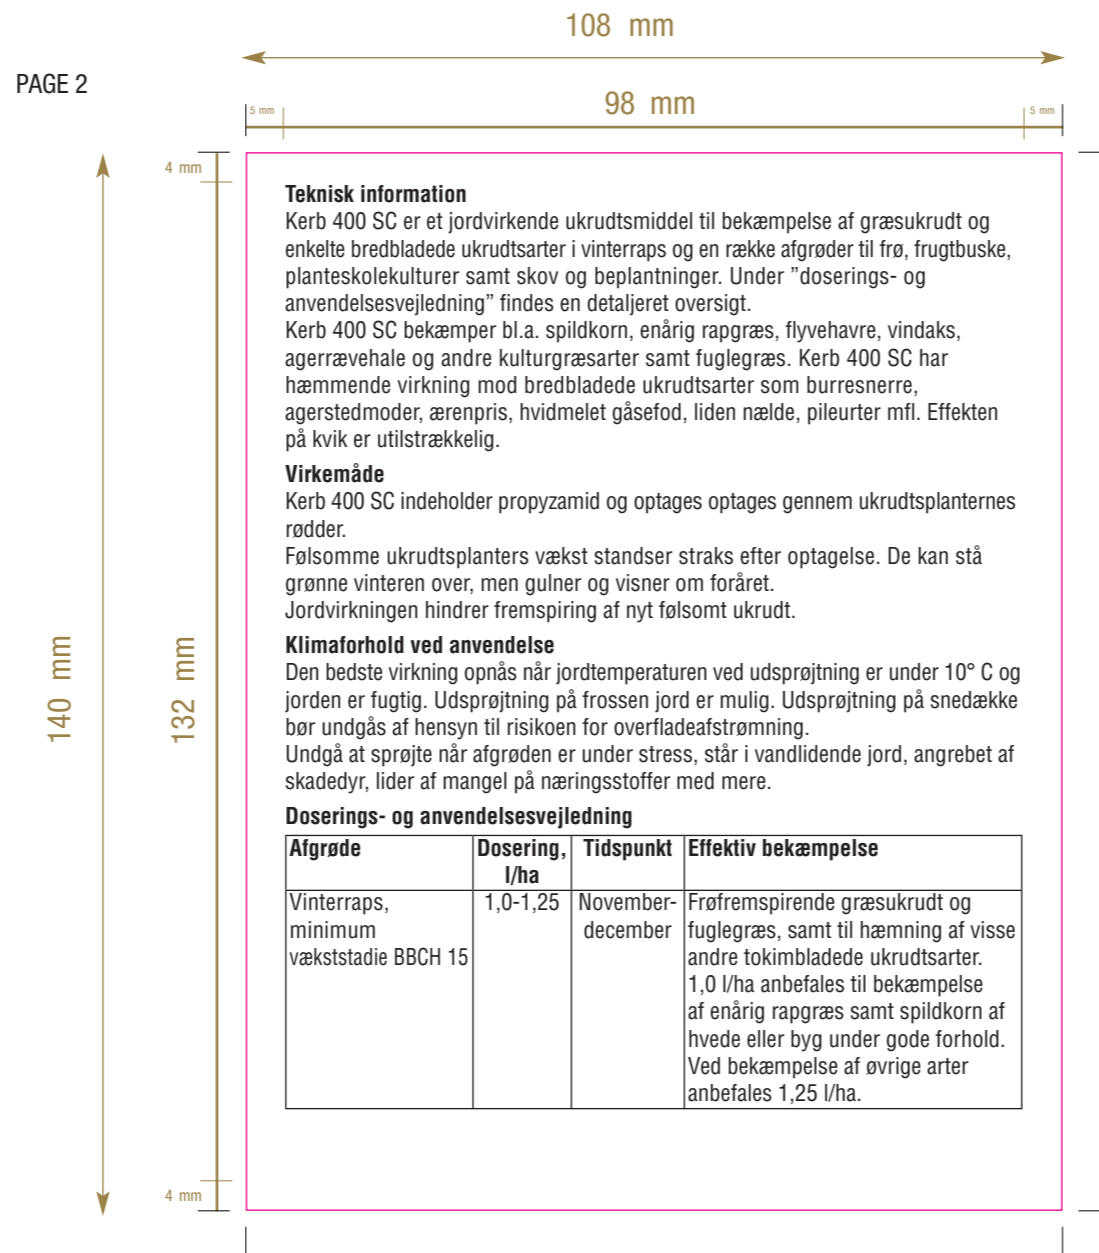 108 mm
PAGE 2
5 mm
98 mm
5 mm
4 mm
Teknisk information
Kerb 400 SC er et jordvirkende ukrudtsmiddel til bekæmpelse af græsukrudt og
enkelte bredbladede ukrudtsarter i vinterraps og en række afgrøder til frø, frugtbuske,
planteskolekulturer samt skov og beplantninger. Under ”doserings- og
anvendelsesvejledning” findes en detaljeret oversigt.
Kerb 400 SC bekæmper bl.a. spildkorn, enårig rapgræs, flyvehavre, vindaks,
agerrævehale og andre kulturgræsarter samt fuglegræs. Kerb 400 SC har
hæmmende virkning mod bredbladede ukrudtsarter som burresnerre,
agerstedmoder, ærenpris, hvidmelet gåsefod, liden nælde, pileurter mfl. Effekten
på kvik er utilstrækkelig.
Virkemåde
Kerb 400 SC indeholder propyzamid og optages optages gennem ukrudtsplanternes
rødder.
Følsomme ukrudtsplanters vækst standser straks efter optagelse. De kan stå
grønne vinteren over, men gulner og visner om foråret.
Jordvirkningen hindrer fremspiring af nyt følsomt ukrudt.
Klimaforhold ved anvendelse
Den bedste virkning opnås når jordtemperaturen ved udsprøjtning er under 10° C og
jorden er fugtig. Udsprøjtning på frossen jord er mulig. Udsprøjtning på snedække
bør undgås af hensyn til risikoen for overfladeafstrømning.
Undgå at sprøjte når afgrøden er under stress, står i vandlidende jord, angrebet af
skadedyr, lider af mangel på næringsstoffer med mere.
140 mm
132 mm
Doserings- og anvendelsesvejledning
Afgrøde
Dosering,
l/ha
Tidspunkt
Effektiv bekæmpelse
Vinterraps,
minimum
vækststadie BBCH 15
1,0-1,25
November-
december
Frøfremspirende græsukrudt og
fuglegræs, samt til hæmning af visse
andre tokimbladede ukrudtsarter.
1,0 l/ha anbefales til bekæmpelse
af enårig rapgræs samt spildkorn af
hvede eller byg under gode forhold.
Ved bekæmpelse af øvrige arter
anbefales 1,25 l/ha.
4 mm